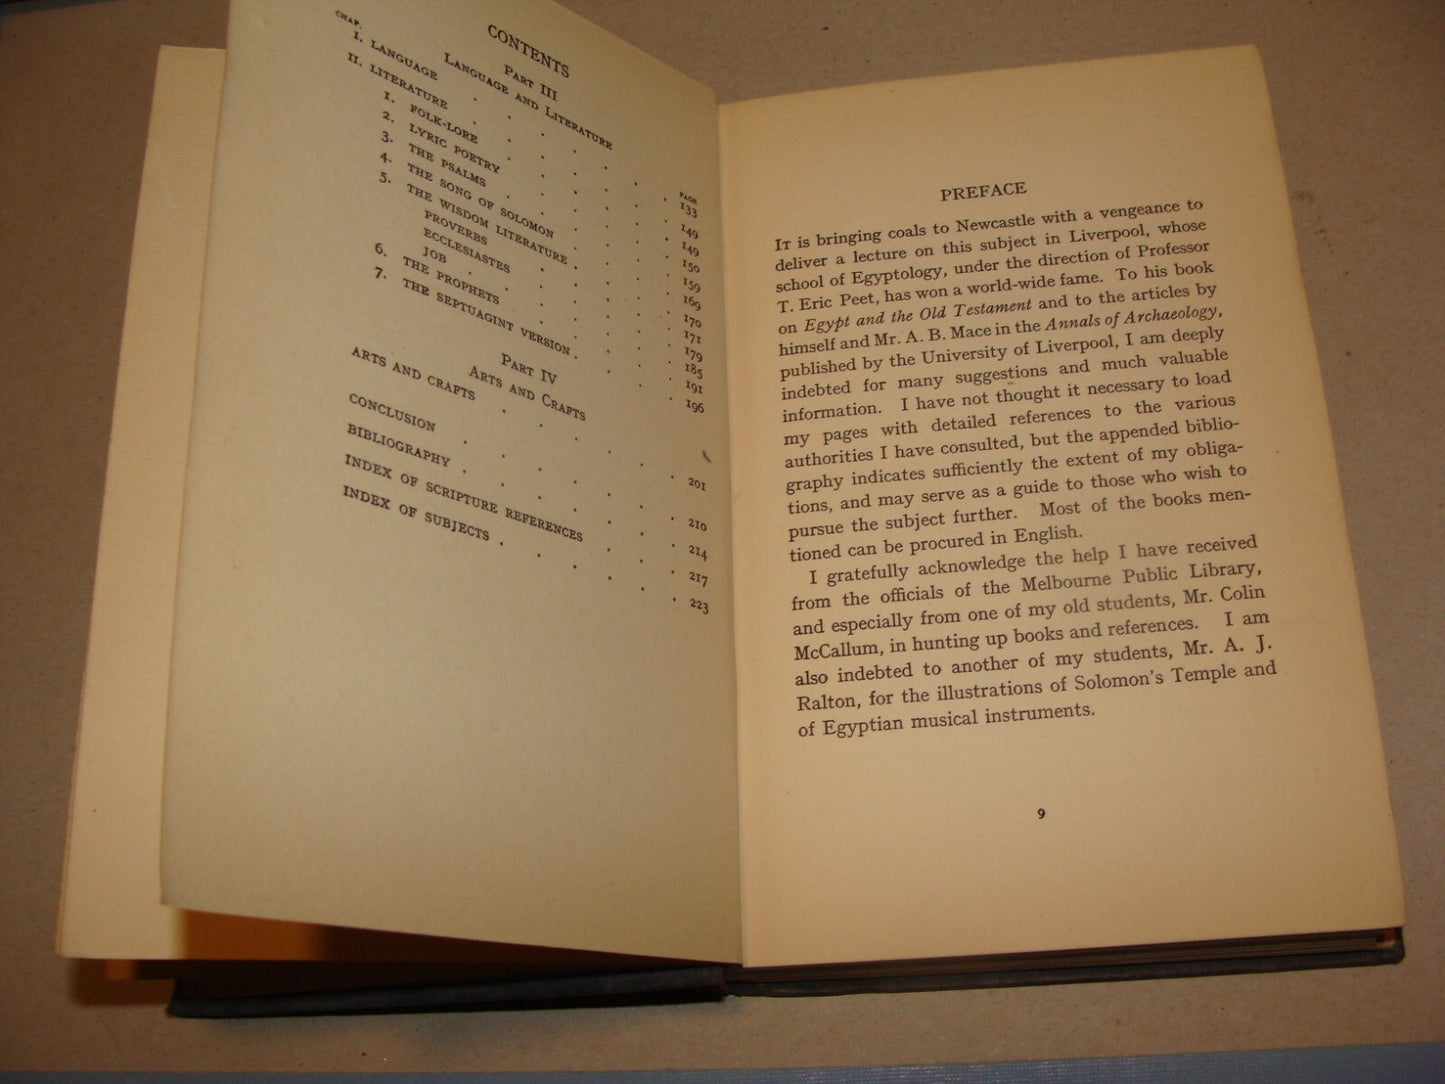 CONTENTS
Part III
Language and Literature
CHAP.
PAGE
I. LANGUAGE . . . . . . . 133
II. LITERATURE . . . . . . . 149
1. FOLK-LORE . . . . . . 149
2. LYRIC POETRY . . . . . . 150
3. THE PSALMS . . . . . . 159
4. THE SONG OF SOLOMON . . . . 169
5. THE WISDOM LITERATURE . . . . 170
PROVERBS . . . . . 171
ECCLESIASTES . . . . . 179
JOB . . . . . . 185
6. THE PROPHETS . . . . . 191
7. THE SEPTUAGINT VERSION . . . . 196
Part IV
Arts and Crafts
ARTS AND CRAFTS . . . . . . 201
CONCLUSION . . . . . . 210
BIBLIOGRAPHY . . . . . . 214
INDEX OF SCRIPTURE REFERENCES . . . 217
INDEX OF SUBJECTS . . . . . 223
PREFACE
It is bringing coals to Newcastle with a vengeance to
deliver a lecture on this subject in Liverpool, whose
school of Egyptology, under the direction of Professor
T. Eric Peet, has won a world-wide fame. To his book
on Egypt and the Old Testament and to the articles by
himself and Mr. A. B. Mace in the Annals of Archaeology,
published by the University of Liverpool, I am deeply
indebted for many suggestions and much valuable
information. I have not thought it necessary to load
my pages with detailed references to the various
authorities I have consulted, but the appended biblio-
graphy indicates sufficiently the extent of my obliga-
tions, and may serve as a guide to those who wish to
pursue the subject further. Most of the books men-
tioned can be procured in English.
I gratefully acknowledge the help I have received
from the officials of the Melbourne Public Library,
and especially from one of my old students, Mr. Colin
McCallum, in hunting up books and references. I am
also indebted to another of my students, Mr. A. J.
Ralton, for the illustrations of Solomon's Temple and
of Egyptian musical instruments.
9